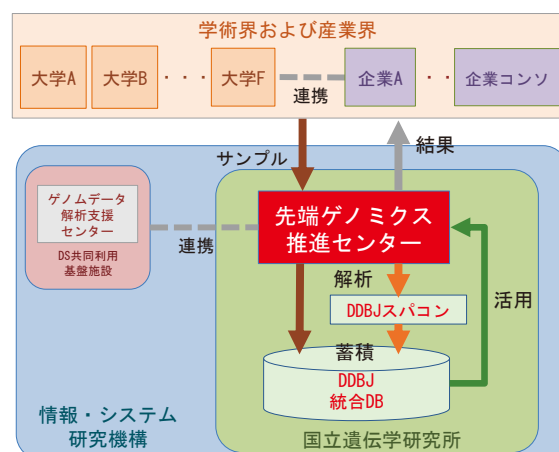 学術界および産業界
大学A 大学B ・・・ 大学F 連携 企業A ・・ 企業コンソ
サンプル 結果
ゲノムデータ
解析支援
センター
DS共同利用
基盤施設
連携
先端ゲノミクス
推進センター
解析
DDBJスパコン
活用
蓄積
DDBJ
統合DB
情報・システム
研究機構
国立遺伝学研究所